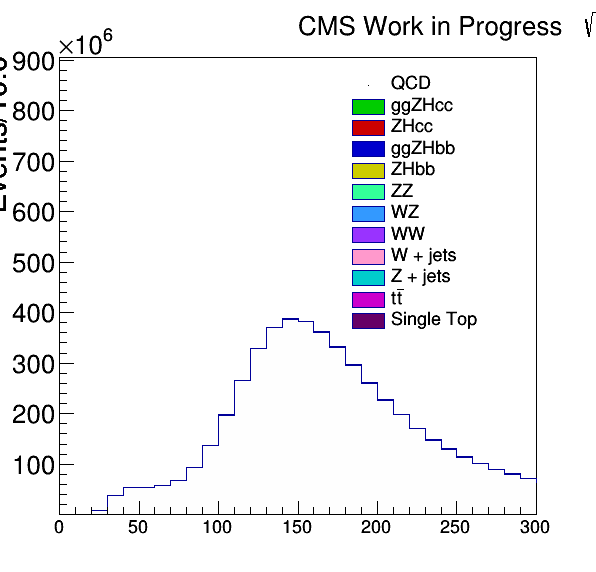 CMS Work in Progress √
×10⁶
900
800
700
600
500
400
300
200
100
0 50 100 150 200 250 300
QCD
ggZHcc
ZHcc
ggZHbb
ZHbb
ZZ
WZ
WW
W + jets
Z + jets
tt̄
Single Top